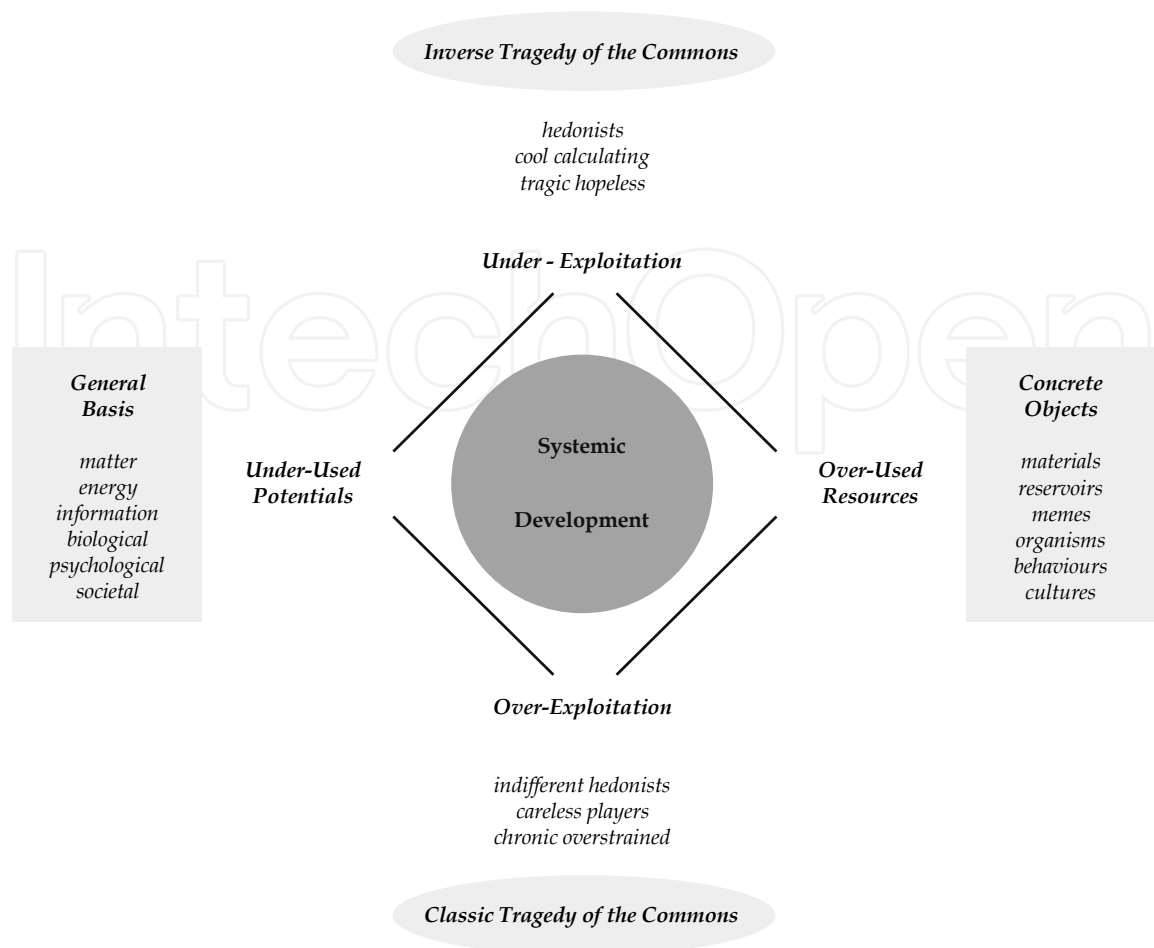 Inverse Tragedy of the Commons
hedonists
cool calculating
tragic hopeless
Under - Exploitation
IntechOpen
General
Basis
matter
energy
information
biological
psychological
societal
Under-Used
Potentials
Systemic
Development
Over-Used
Resources
Concrete
Objects
materials
reservoirs
memes
organisms
behaviours
cultures
Over-Exploitation
indifferent hedonists
careless players
chronic overstrained
Classic Tragedy of the Commons